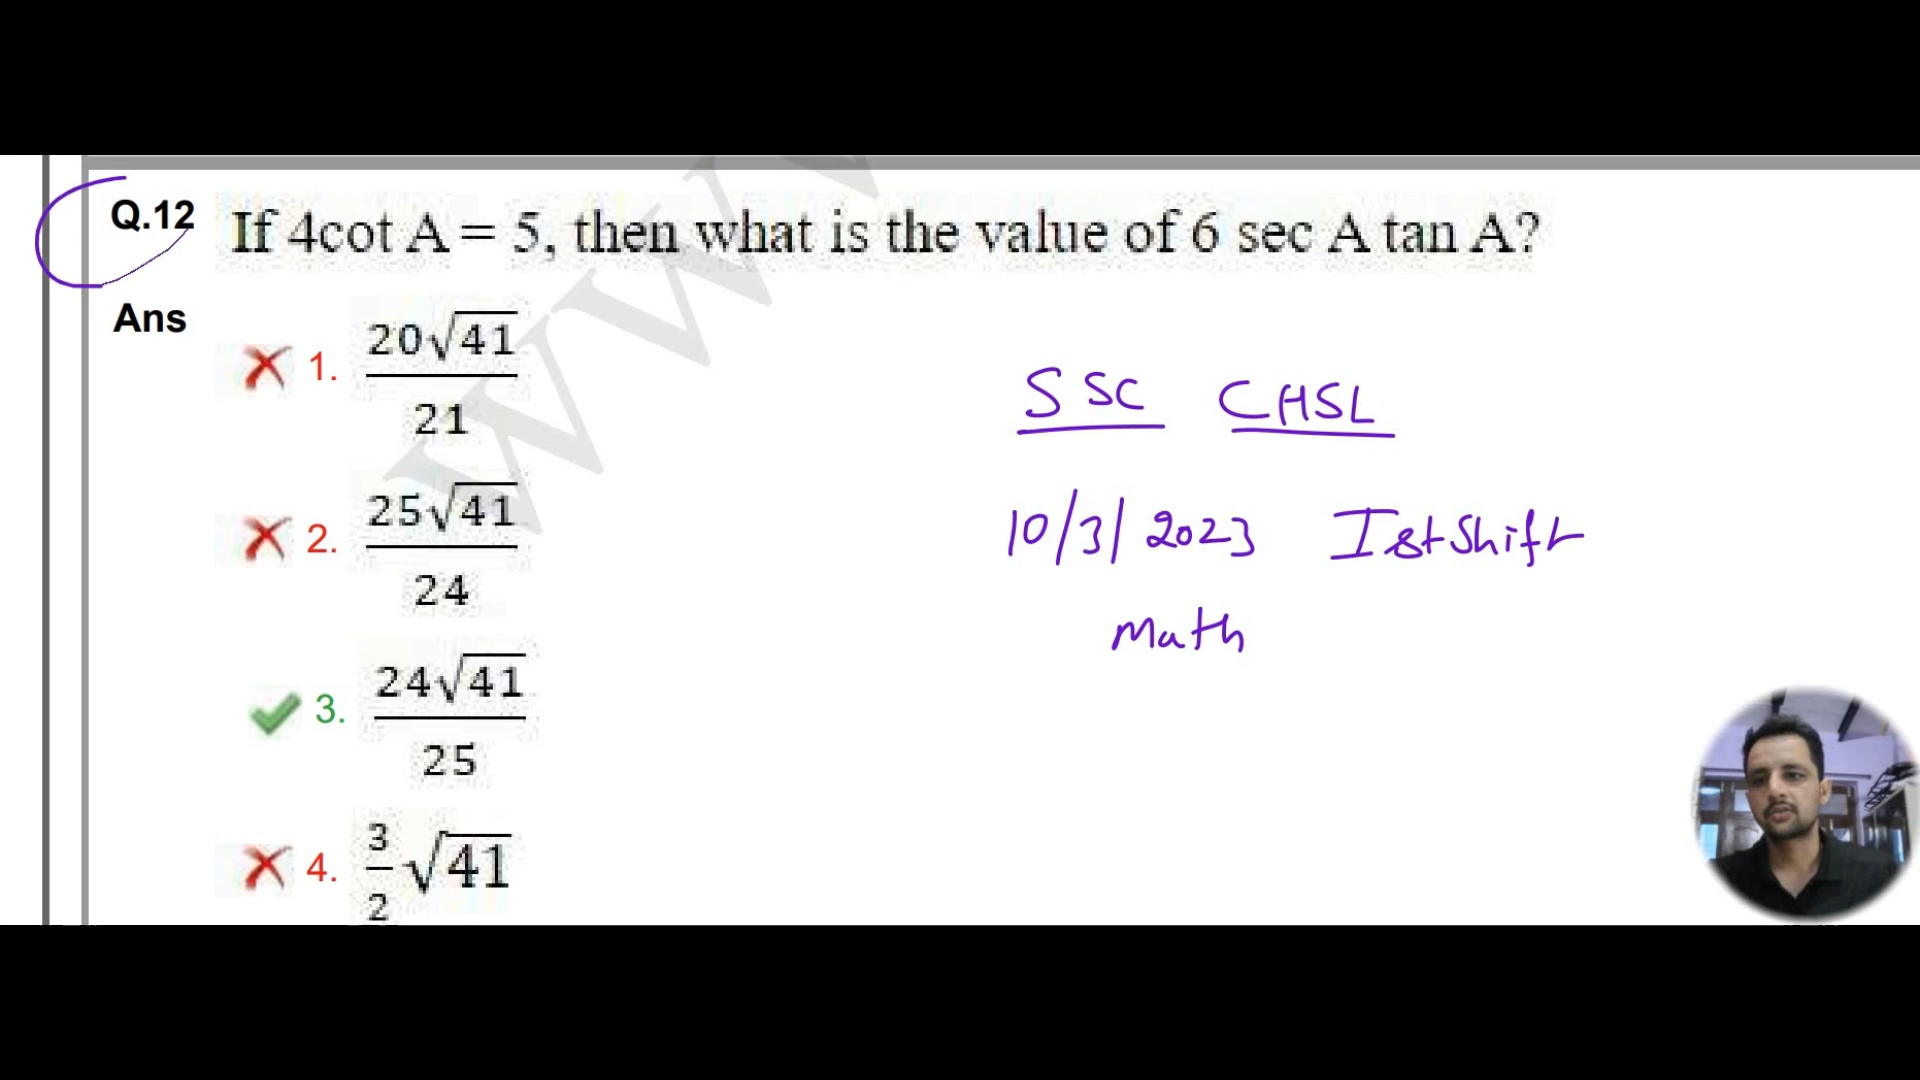 Q.12 If 4cot A = 5, then what is the value of 6 sec A tan A?
Ans
1. 20√41
21
2. 25√41
24
3. 24√41
25
4. 3/2 √41
SSC CHSL
10/3/2023 Ist Shift
Math